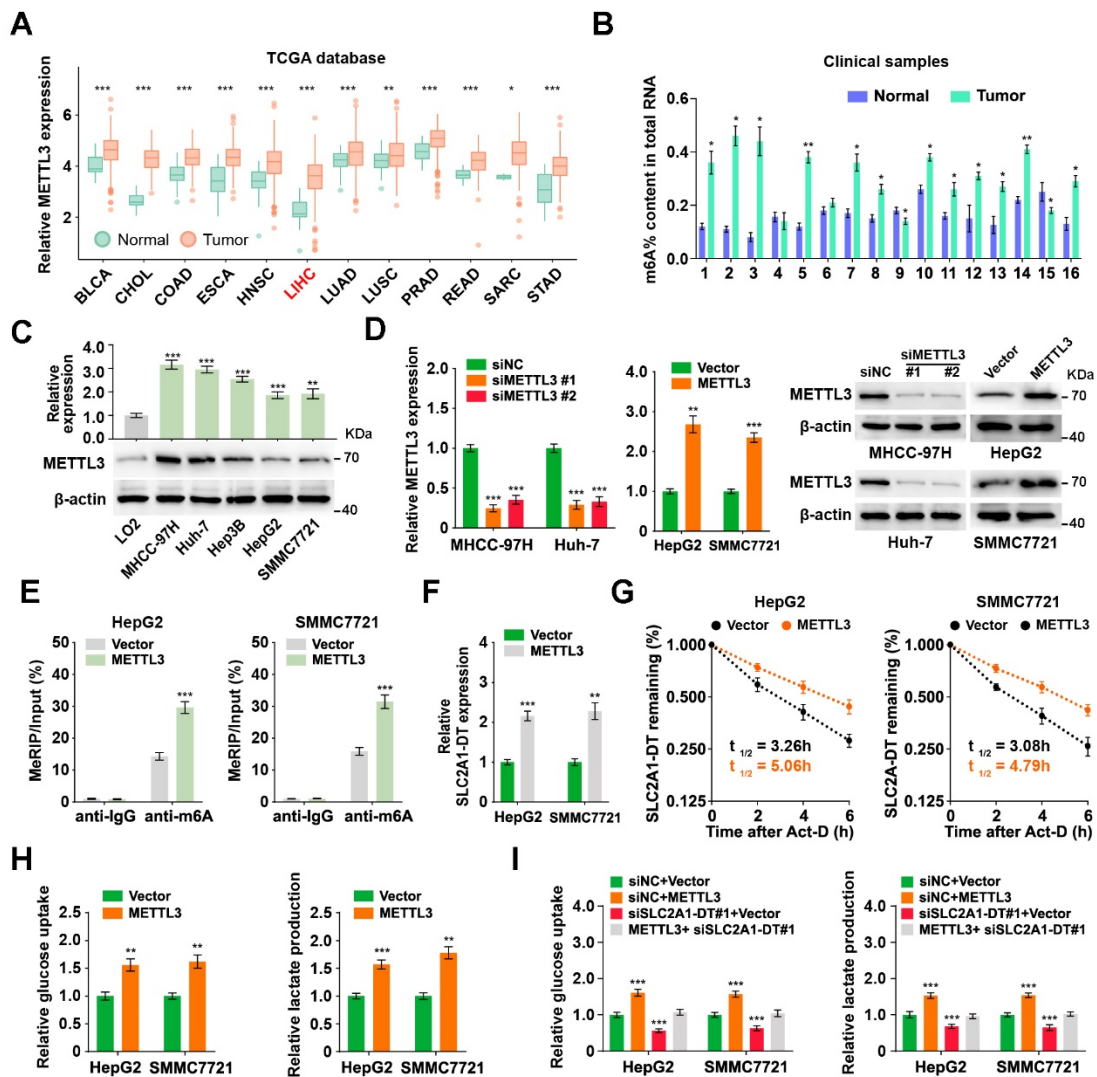 A
TCGA database
Relative METTL3 expression
6
4
2
*** *** *** *** *** *** *** ** *** *** * ***
Normal Tumor
BLCA CHOL COAD ESCA HNSC LIHC LUAD LUSC PRAD READ SARC STAD
B
Clinical samples
Normal Tumor
m6A% content in total RNA
0.6
0.4
0.2
0.0
* * * ** * * * * * * * ** * *
1 2 3 4 5 6 7 8 9 10 11 12 13 14 15 16
C
Relative expression
4.0
3.0
2.0
1.0
0.0
*** *** *** *** **
KDa
METTL3
70
β-actin
40
LO2 MHCC-97H Huh-7 Hep3B HepG2 SMMC7721
D
siNC
siMETTL3 #1
siMETTL3 #2
Relative METTL3 expression
2.0
1.5
1.0
0.5
0
*** *** *** ***
MHCC-97H Huh-7
Vector
METTL3
4.0
3.0
2.0
1.0
0.0
** ***
HepG2 SMMC7721
siMETTL3
siNC #1 #2
Vector METTL3
KDa
METTL3
70
β-actin
40
MHCC-97H HepG2
METTL3
70
β-actin
40
Huh-7 SMMC7721
E
HepG2
Vector
METTL3
MeRIP/Input (%)
50
40
30
20
10
0
***
anti-IgG anti-m6A
SMMC7721
Vector
METTL3
MeRIP/Input (%)
50
40
30
20
10
0
***
anti-IgG anti-m6A
F
Vector
METTL3
Relative
SLC2A1-DT expression
4
3
2
1
0
*** **
HepG2 SMMC7721
G
HepG2
Vector METTL3
SLC2A1-DT remaining (%)
1.000
0.500
0.250
0.125
t 1/2 = 3.26h
t 1/2 = 5.06h
0 2 4 6
Time after Act-D (h)
SMMC7721
Vector METTL3
SLC2A-DT remaining (%)
1.000
0.500
0.250
0.125
t 1/2 = 3.08h
t 1/2 = 4.79h
0 2 4 6
Time after Act-D (h)
H
Vector
METTL3
Relative glucose uptake
2.5
2.0
1.5
1.0
0.5
0
** **
HepG2 SMMC7721
Vector
METTL3
Relative lactate production
2.5
2.0
1.5
1.0
0.5
0
*** **
HepG2 SMMC7721
I
siNC+Vector
siNC+METTL3
siSLC2A1-DT#1+Vector
METTL3+ siSLC2A1-DT#1
Relative glucose uptake
2.5
2.0
1.5
1.0
0.5
0
*** *** *** ***
HepG2 SMMC7721
siNC+Vector
siNC+METTL3
siSLC2A1-DT#1+Vector
METTL3+ siSLC2A1-DT#1
Relative lactate production
2.5
2.0
1.5
1.0
0.5
0
*** *** *** ***
HepG2 SMMC7721